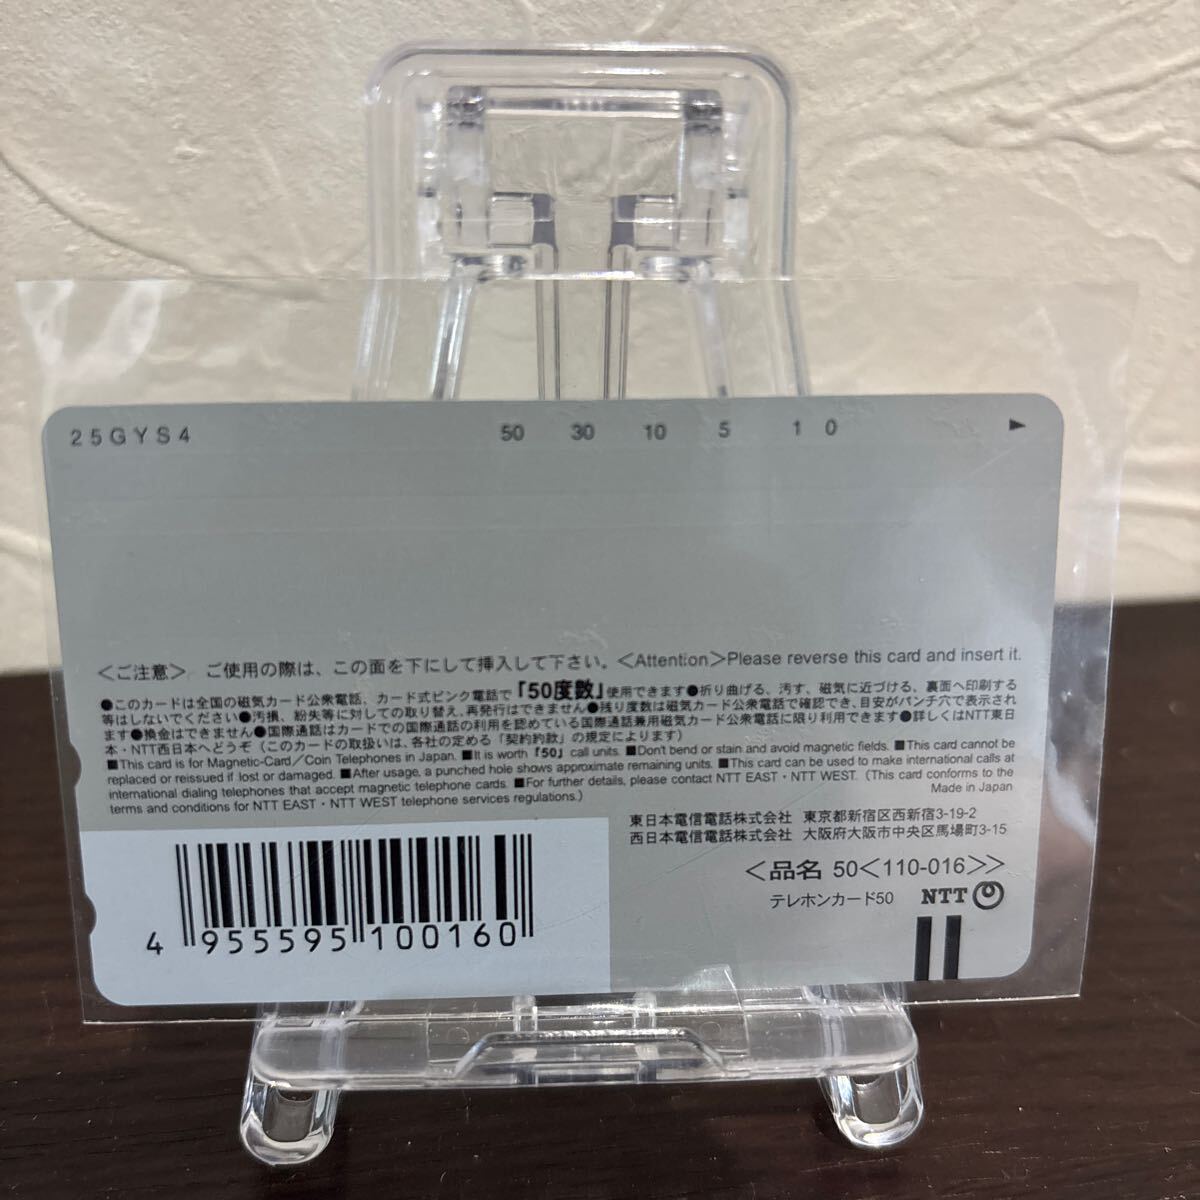 25GYS4 50 30 10 5 1 0 ►
＜ご注意＞ ご使用の際は、この面を下にして挿入して下さい。＜Attention＞Please reverse this card and insert it.
●このカードは全国の磁気カード公衆電話、カード式ピンク電話で「50度数」使用できます●折り曲げる、汚す、磁気に近づける、裏面へ印刷する
等はしないでください●汚損、紛失等に対しての取り替え、再発行はできません●残り度数は磁気カード公衆電話で確認でき、目安がパンチ穴で表示され
ます●換金はできません●国際通話はカードでの国際通話の利用を認めている国際通話兼用磁気カード公衆電話に限り利用できます●詳しくはNTT東日
本・NTT西日本へどうぞ（このカードの取扱いは、各社の定める「契約約款」の規定によります）
■This card is for Magnetic-Card／Coin Telephones in Japan. ■It is worth「50」call units. ■Don't bend or stain and avoid magnetic fields. ■This card cannot be
replaced or reissued if lost or damaged. ■After usage, a punched hole shows approximate remaining units. ■This card can be used to make international calls at
international dialing telephones that accept magnetic telephone cards. ■For further details, please contact NTT EAST・NTT WEST. (This card conforms to the
terms and conditions for NTT EAST・NTT WEST telephone services regulations.)
Made in Japan
東日本電信電話株式会社 東京都新宿区西新宿3-19-2
西日本電信電話株式会社 大阪府大阪市中央区馬場町3-15
＜品名 50＜110-016＞＞
テレホンカード50 NTT
4 955595 100160